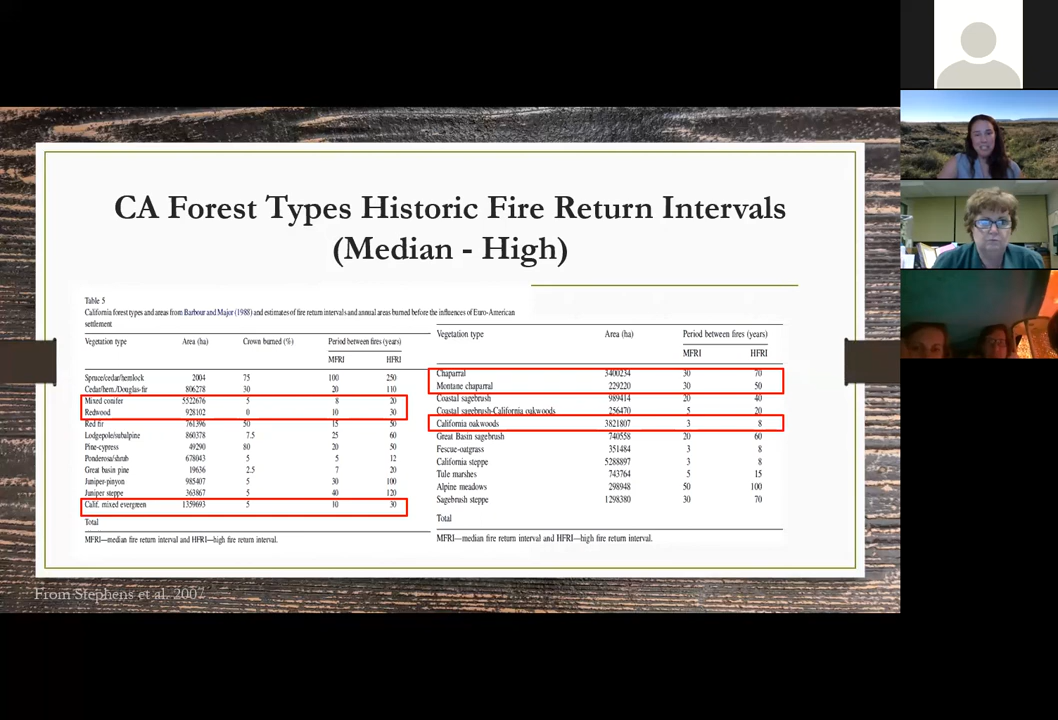 CA Forest Types Historic Fire Return Intervals
(Median - High)
Table 5
California forest types and areas from Barbour and Major (1988) and estimates of fire return intervals and annual areas burned before the influences of Euro-American
settlement
Vegetation type Area (ha) Crown burned (%) Period between fires (years)
MFRI HFRI
Spruce/cedar/hemlock 2004 75 100 250
Cedar/hem./Douglas-fir 806278 30 20 110
Mixed conifer 5522676 5 8 20
Redwood 928102 0 10 30
Red fir 761396 50 15 50
Lodgepole/subalpine 860378 7.5 25 60
Pine-cypress 49290 80 20 50
Ponderosa/shrub 678043 5 5 12
Great basin pine 19636 2.5 7 20
Juniper-pinyon 985407 5 30 100
Juniper steppe 363867 5 40 120
Calif. mixed evergreen 1359693 5 10 30
Total
MFRI—median fire return interval and HFRI—high fire return interval.
Vegetation type Area (ha) Period between fires (years)
MFRI HFRI
Chaparral 3400234 30 70
Montane chaparral 229220 30 50
Coastal sagebrush 989414 20 40
Coastal sagebrush-California oakwoods 256470 5 20
California oakwoods 3821807 3 8
Great Basin sagebrush 740558 20 60
Fescue-oatgrass 351484 3 8
California steppe 5288897 3 8
Tule marshes 743764 5 15
Alpine meadows 298948 50 100
Sagebrush steppe 1298380 30 70
Total
MFRI—median fire return interval and HFRI—high fire return interval.
From Stephens et al. 2007